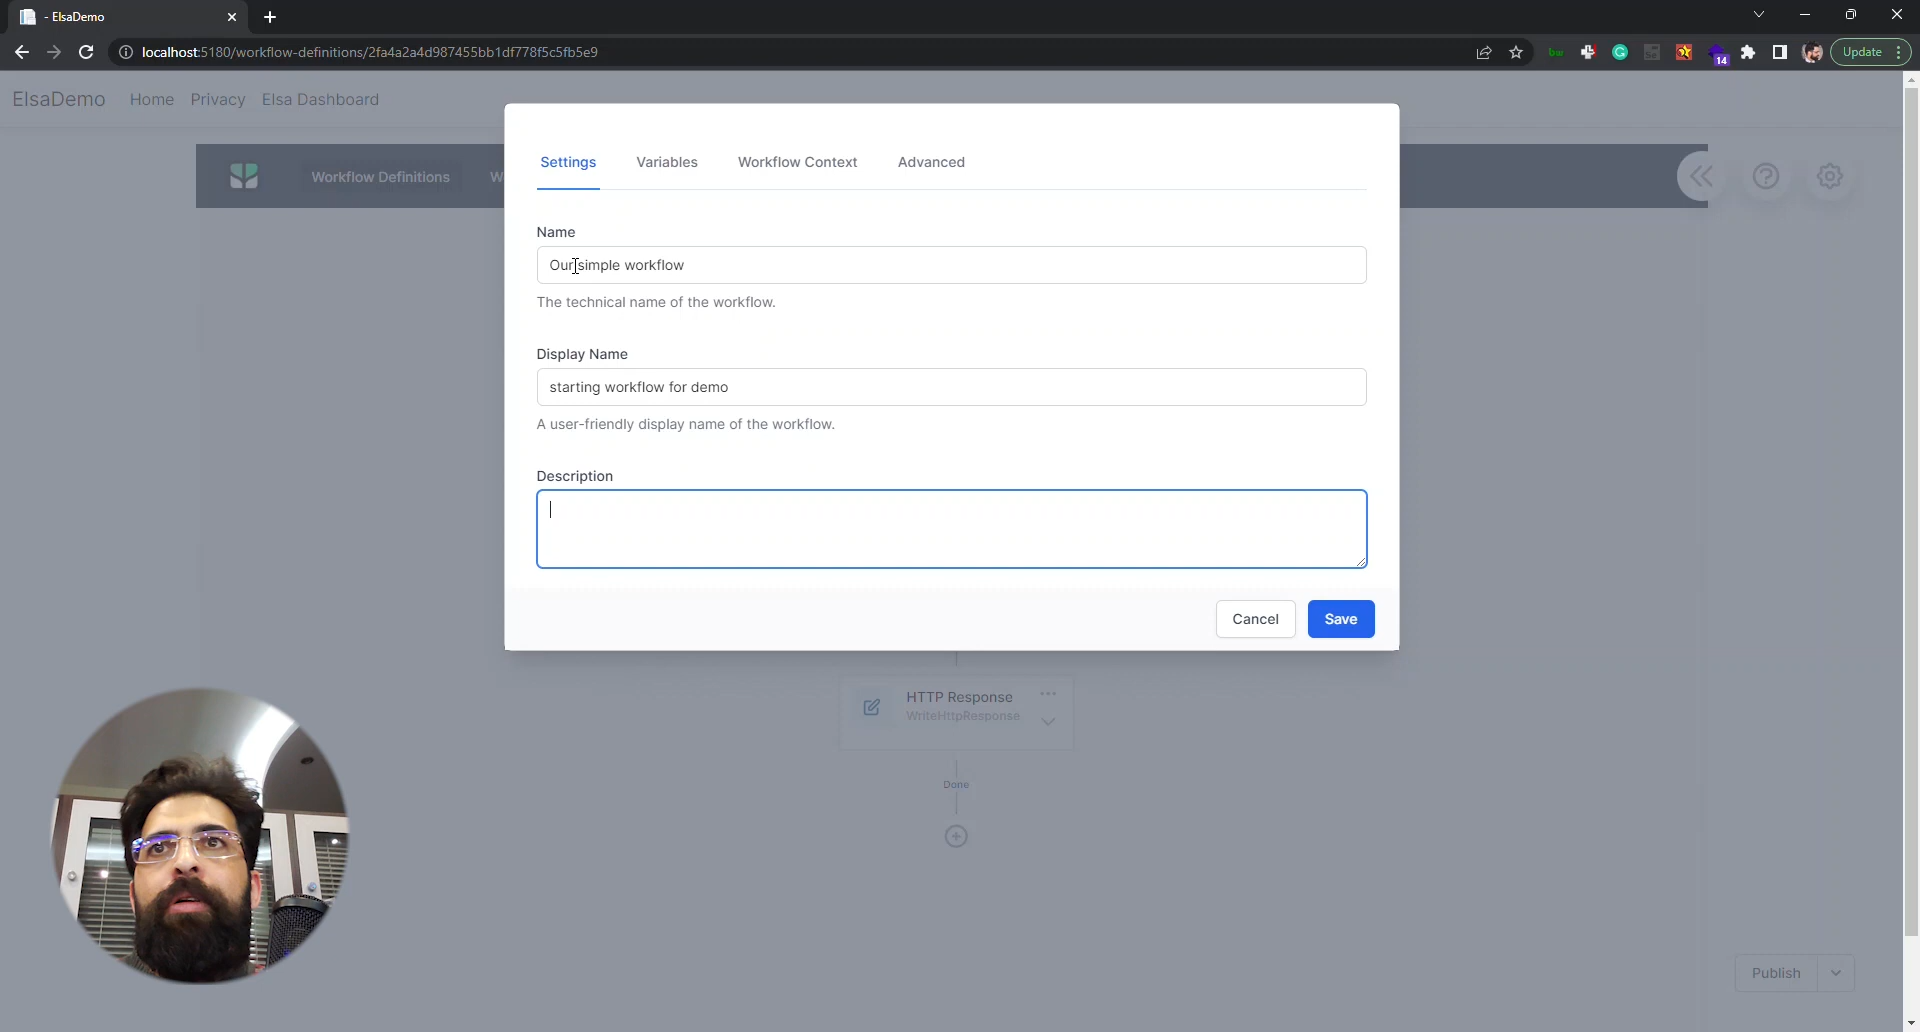 - ElsaDemo
localhost:5180/workflow-definitions/2fa4a2a4d987455bb1df778f5c5fb5e9
bw
14
Update
ElsaDemo Home Privacy Elsa Dashboard
Workflow Definitions W
Settings Variables Workflow Context Advanced
Name
Our simple workflow
The technical name of the workflow.
Display Name
starting workflow for demo
A user-friendly display name of the workflow.
Description
Cancel Save
HTTP Response
WriteHttpResponse
Done
Publish